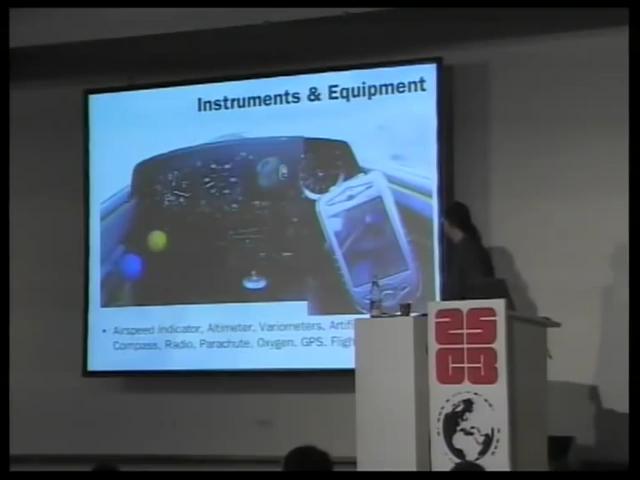 Instruments & Equipment
• Airspeed Indicator, Altimeter, Variometers, Artifi
Compass, Radio, Parachute, Oxygen, GPS, Fligh
25
C3